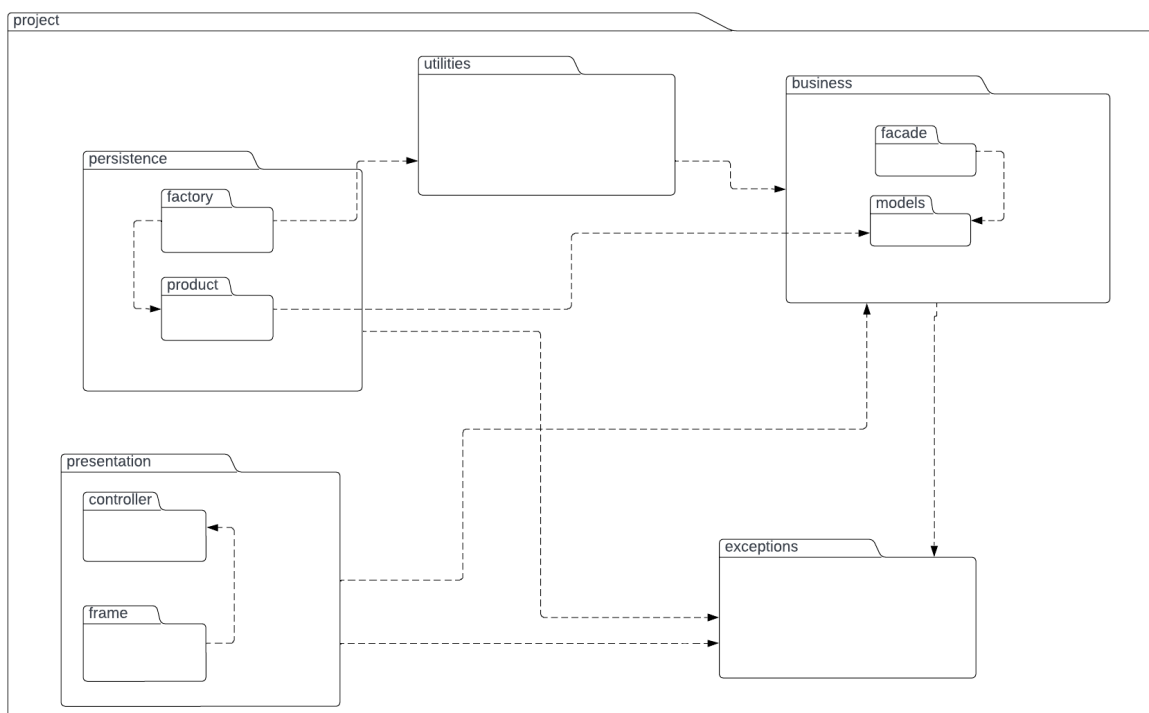 project
utilities
business
facade
persistence
factory
models
product
presentation
controller
exceptions
frame